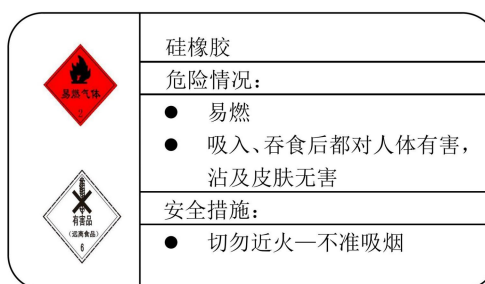 硅橡胶
危险情况：
● 易燃
● 吸入、吞食后都对人体有害，
沾及皮肤无害
安全措施：
● 切勿近火—不准吸烟
易燃气体
2
有害品
（远离食品）
6